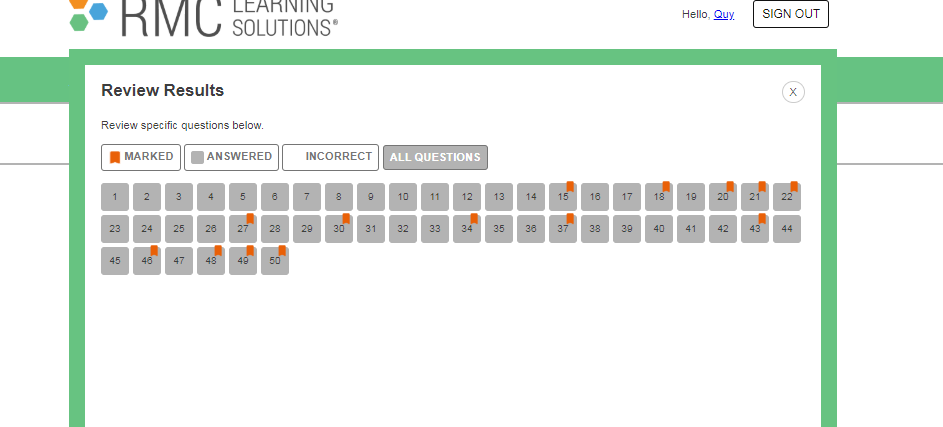 RMC LEARNING
SOLUTIONS®
Hello, Quy SIGN OUT
Review Results
X
Review specific questions below.
MARKED ANSWERED INCORRECT ALL QUESTIONS
1 2 3 4 5 6 7 8 9 10 11 12 13 14 15 16 17 18 19 20 21 22
23 24 25 26 27 28 29 30 31 32 33 34 35 36 37 38 39 40 41 42 43 44
45 46 47 48 49 50